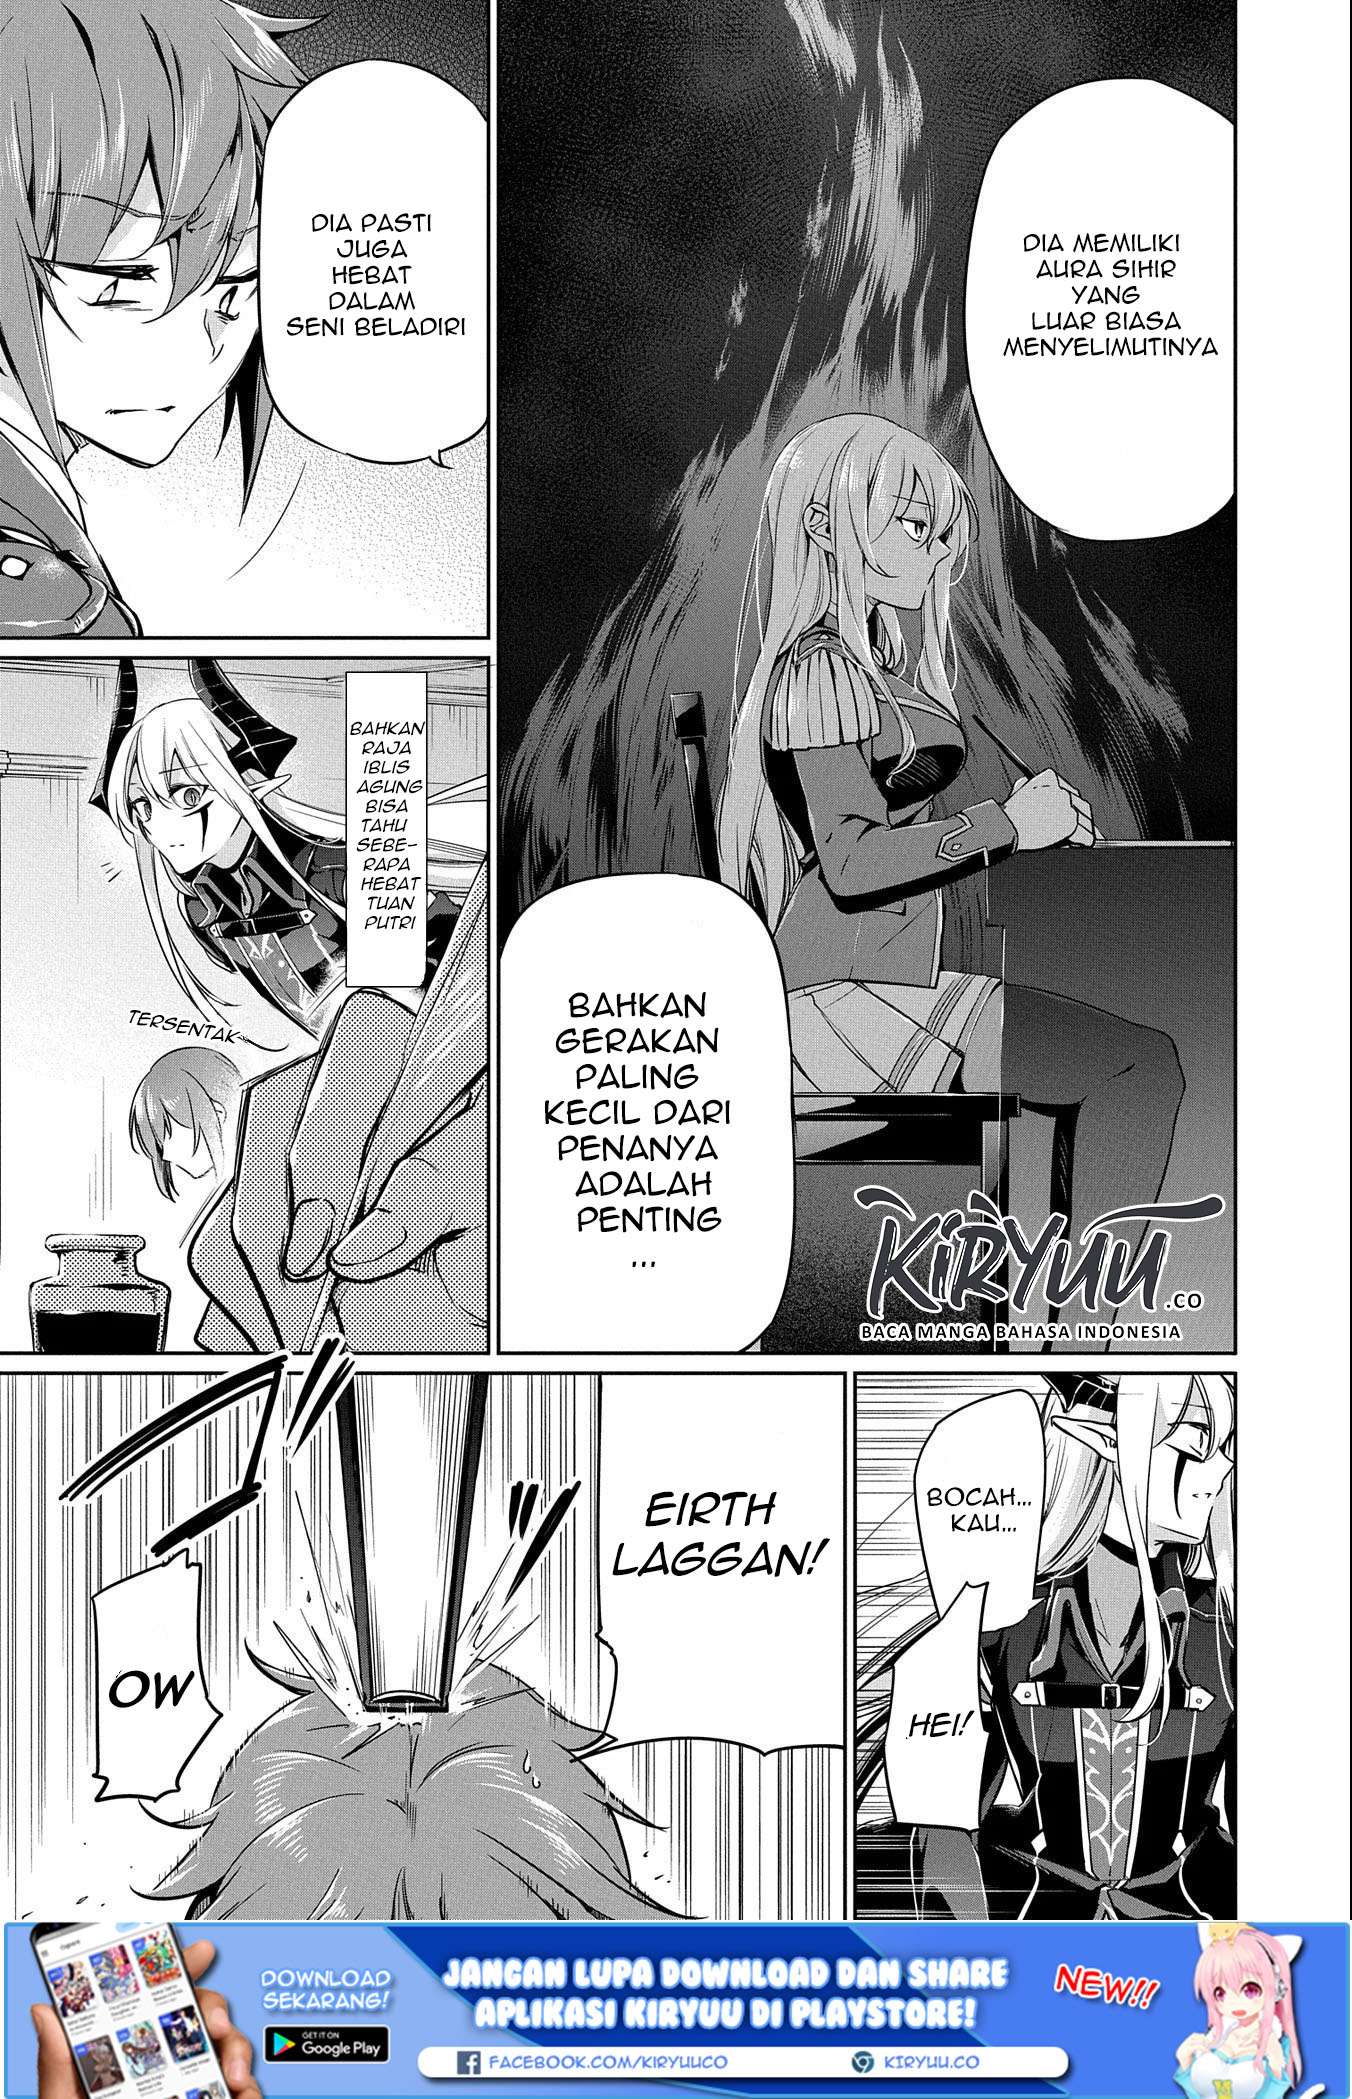 DIA MEMILIKI
AURA SIHIR
YANG
LUAR BIASA
MENYELIMUTINYA
BAHKAN
GERAKAN
PALING
KECIL DARI
PENANYA
ADALAH
PENTING
...
DIA PASTI
JUGA
HEBAT
DALAM
SENI BELADIRI
BAHKAN
RAJA
IBLIS
AGUNG
BISA
TAHU
SEBE-
RAPA
HEBAT
TUAN
PUTRI
TERSENTAK~
KIRYUU.CO
BACA MANGA BAHASA INDONESIA
BOCAH...
KAU...
HEI!
EIRTH
LAGGAN!
OW
DOWNLOAD
SEKARANG!
GET IT ON
Google Play
JANGAN LUPA DOWNLOAD DAN SHARE
APLIKASI KIRYUU DI PLAYSTORE!
NEW!!
FACEBOOK.COM/KIRYUUCO
KIRYUU.CO